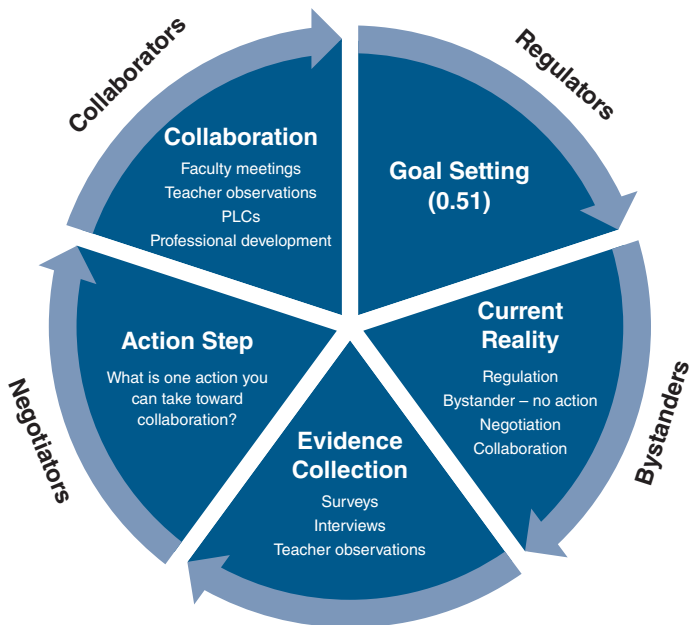 Collaborators
Regulators
Collaboration
Faculty meetings
Teacher observations
PLCs
Professional development
Goal Setting
(0.51)
Current
Reality
Regulation
Bystander – no action
Negotiation
Collaboration
Bystanders
Evidence
Collection
Surveys
Interviews
Teacher observations
Action Step
What is one action you
can take toward
collaboration?
Negotiators